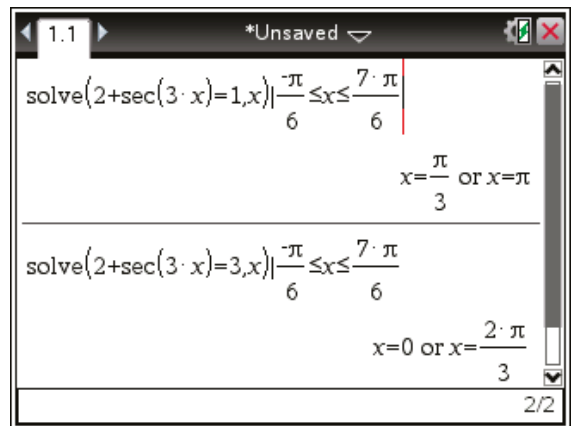 1.1
*Unsaved
solve(2+sec(3·x)=1,x)|-π/6≤x≤7·π/6
x=π/3 or x=π
solve(2+sec(3·x)=3,x)|-π/6≤x≤7·π/6
x=0 or x=2·π/3
2/2